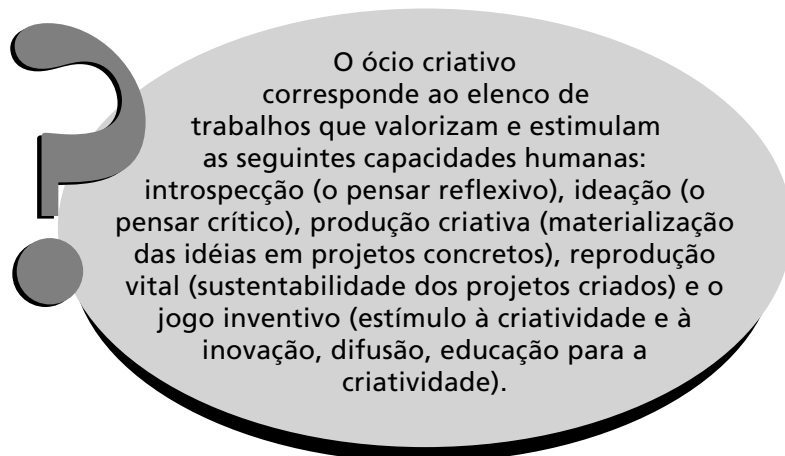 ?
O ócio criativo
corresponde ao elenco de
trabalhos que valorizam e estimulam
as seguintes capacidades humanas:
introspecção (o pensar reflexivo), ideação (o
pensar crítico), produção criativa (materialização
das idéias em projetos concretos), reprodução
vital (sustentabilidade dos projetos criados) e o
jogo inventivo (estímulo à criatividade e à
inovação, difusão, educação para a
criatividade).